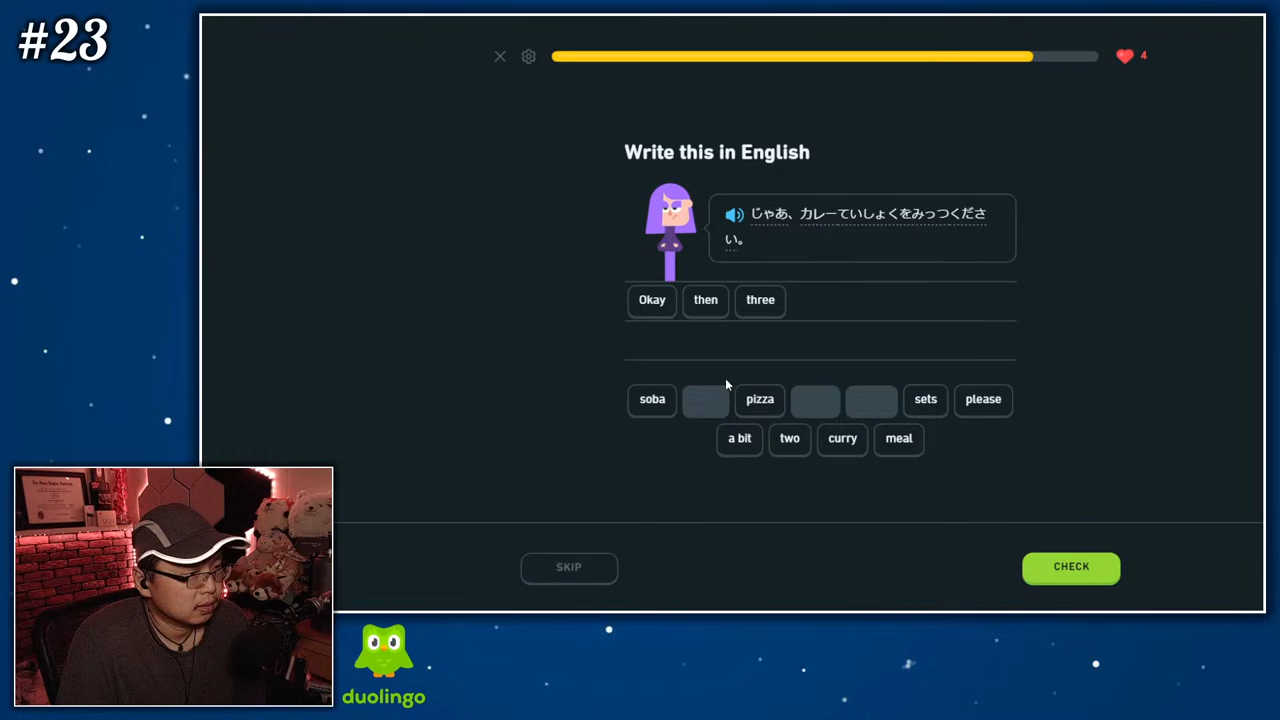 #23
4
Write this in English
じゃあ、カレーていしょくをみっつくださ
い。
Okay then three
soba pizza sets please
a bit two curry meal
SKIP
CHECK
duolingo